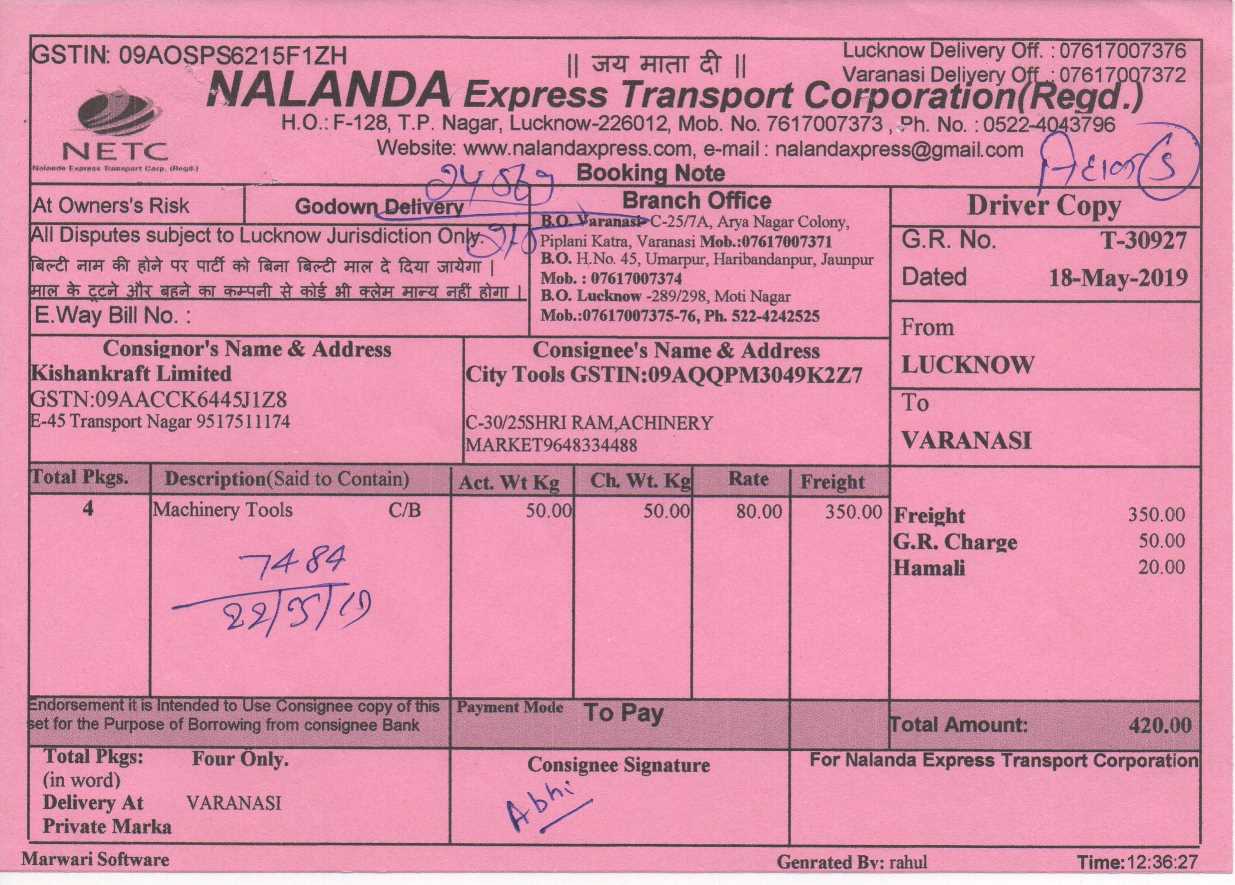 GSTIN: 09AOSPS6215F1ZH
|| जय माता दी ||
Lucknow Delivery Off. : 07617007376
Varanasi Delivery Off. : 07617007372
NALANDA Express Transport Corporation(Regd.)
H.O.: F-128, T.P. Nagar, Lucknow-226012, Mob. No. 7617007373 , Ph. No. : 0522-4043796
Website: www.nalandaxpress.com, e-mail : nalandaxpress@gmail.com
NETC
Nalanda Express Transport Corp. (Regd.)
Booking Note
At Owners's Risk
Godown Delivery
Branch Office
Driver Copy
B.O. Varanasi- C-25/7A, Arya Nagar Colony,
Piplani Katra, Varanasi Mob.:07617007371
B.O. H.No. 45, Umarpur, Haribandanpur, Jaunpur
Mob. : 07617007374
B.O. Lucknow -289/298, Moti Nagar
Mob.:07617007375-76, Ph. 522-4242525
All Disputes subject to Lucknow Jurisdiction Only.
बिल्टी नाम की होने पर पार्टी को बिना बिल्टी माल दे दिया जायेगा |
माल के टूटने और बहने का कम्पनी से कोई भी क्लेम मान्य नहीं होगा |
E.Way Bill No. :
G.R. No. T-30927
Dated 18-May-2019
From
LUCKNOW
To
VARANASI
Consignor's Name & Address
Kishankraft Limited
GSTN:09AACCK6445J1Z8
E-45 Transport Nagar 9517511174
Consignee's Name & Address
City Tools GSTIN:09AQQPM3049K2Z7
C-30/25SHRI RAM,ACHINERY
MARKET9648334488
Total Pkgs. Description(Said to Contain) Act. Wt Kg Ch. Wt. Kg Rate Freight
4 Machinery Tools C/B 50.00 50.00 80.00 350.00
7484
22/5/19
Freight 350.00
G.R. Charge 50.00
Hamali 20.00
Endorsement it is Intended to Use Consignee copy of this
set for the Purpose of Borrowing from consignee Bank
Payment Mode To Pay
Total Amount: 420.00
Total Pkgs: Four Only.
(in word)
Delivery At VARANASI
Private Marka
Consignee Signature
Abhi
For Nalanda Express Transport Corporation
Marwari Software
Genrated By: rahul
Time:12:36:27